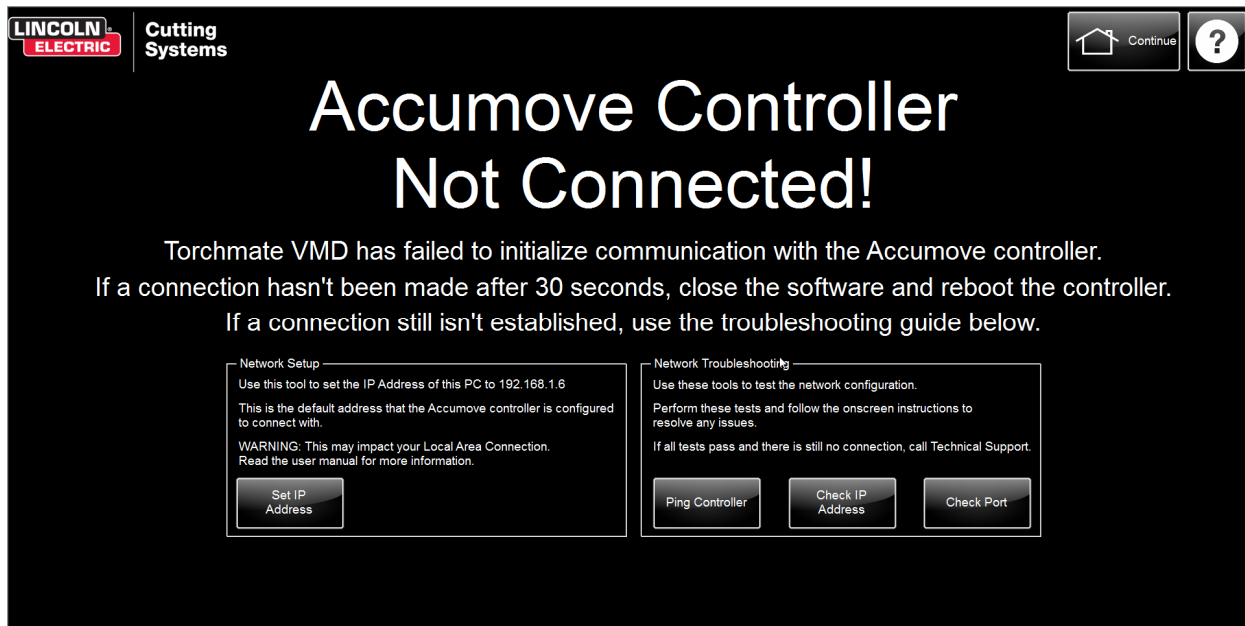 LINCOLN
ELECTRIC
Cutting
Systems
Continue
?
Accumove Controller
Not Connected!
Torchmate VMD has failed to initialize communication with the Accumove controller.
If a connection hasn't been made after 30 seconds, close the software and reboot the controller.
If a connection still isn't established, use the troubleshooting guide below.
Network Setup
Use this tool to set the IP Address of this PC to 192.168.1.6
This is the default address that the Accumove controller is configured
to connect with.
WARNING: This may impact your Local Area Connection.
Read the user manual for more information.
Set IP
Address
Network Troubleshooting
Use these tools to test the network configuration.
Perform these tests and follow the onscreen instructions to
resolve any issues.
If all tests pass and there is still no connection, call Technical Support.
Ping Controller
Check IP
Address
Check Port